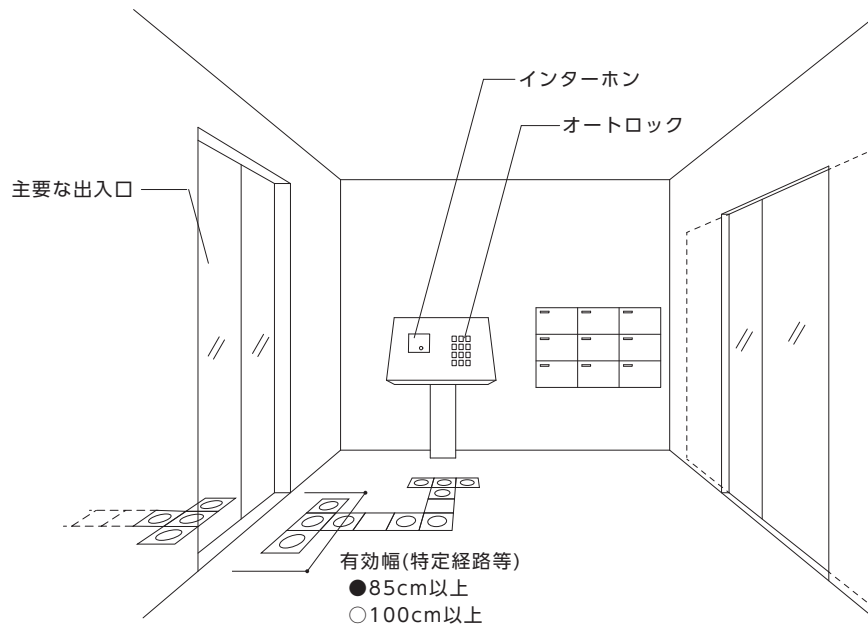 インターホン
オートロック
主要な出入口
有効幅(特定経路等)
●85cm以上
○100cm以上